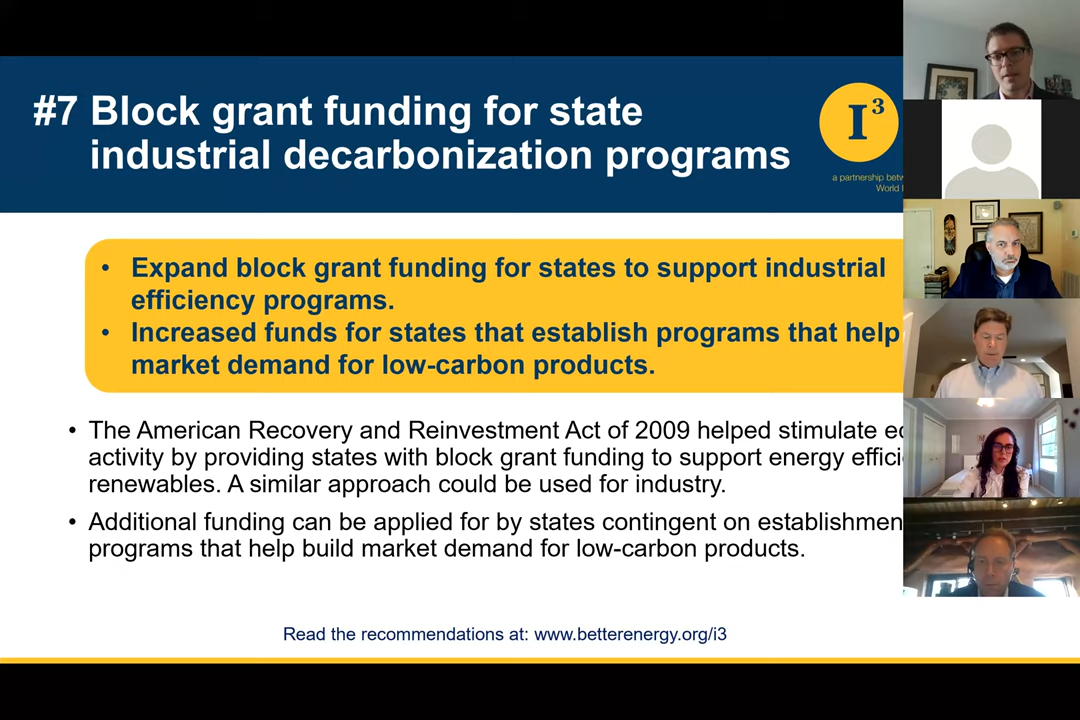 #7 Block grant funding for state
industrial decarbonization programs
I³
a partnership
World
• Expand block grant funding for states to support industrial
efficiency programs.
• Increased funds for states that establish programs that help
market demand for low-carbon products.
• The American Recovery and Reinvestment Act of 2009 helped stimulate
activity by providing states with block grant funding to support energy
renewables. A similar approach could be used for industry.
• Additional funding can be applied for by states contingent on
programs that help build market demand for low-carbon products.
Read the recommendations at: www.betterenergy.org/i3